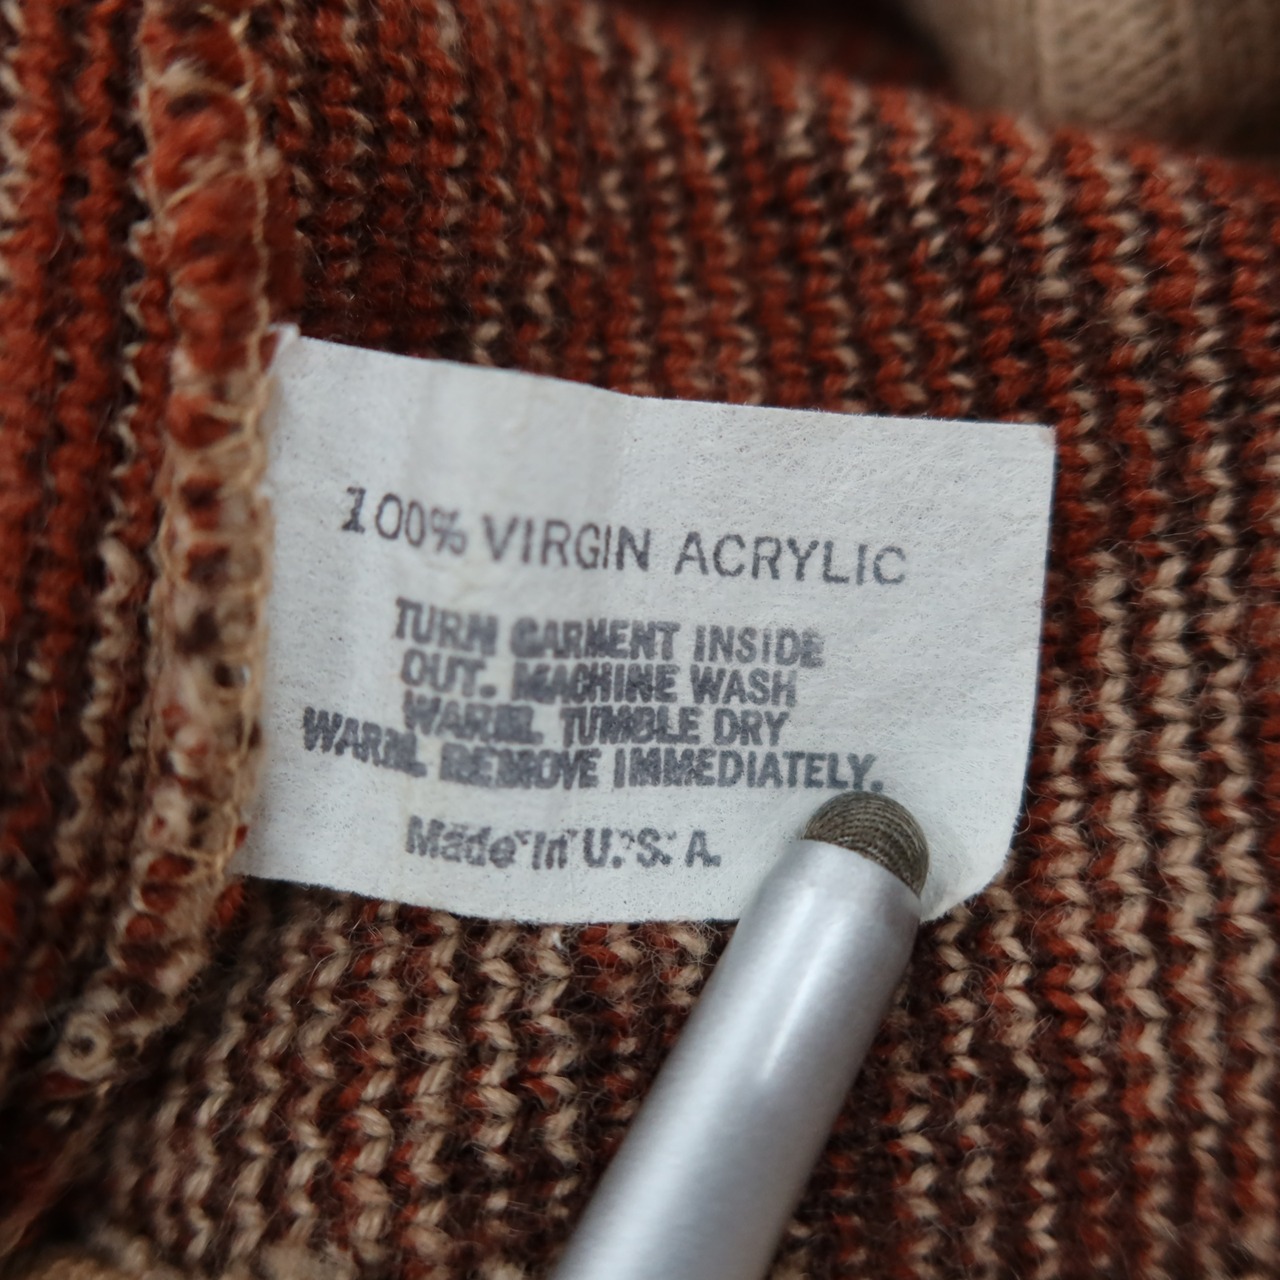 100% VIRGIN ACRYLIC
TURN GARMENT INSIDE
OUT. MACHINE WASH
WARM. TUMBLE DRY
WARM. REMOVE IMMEDIATELY.
Made in U.S.A.